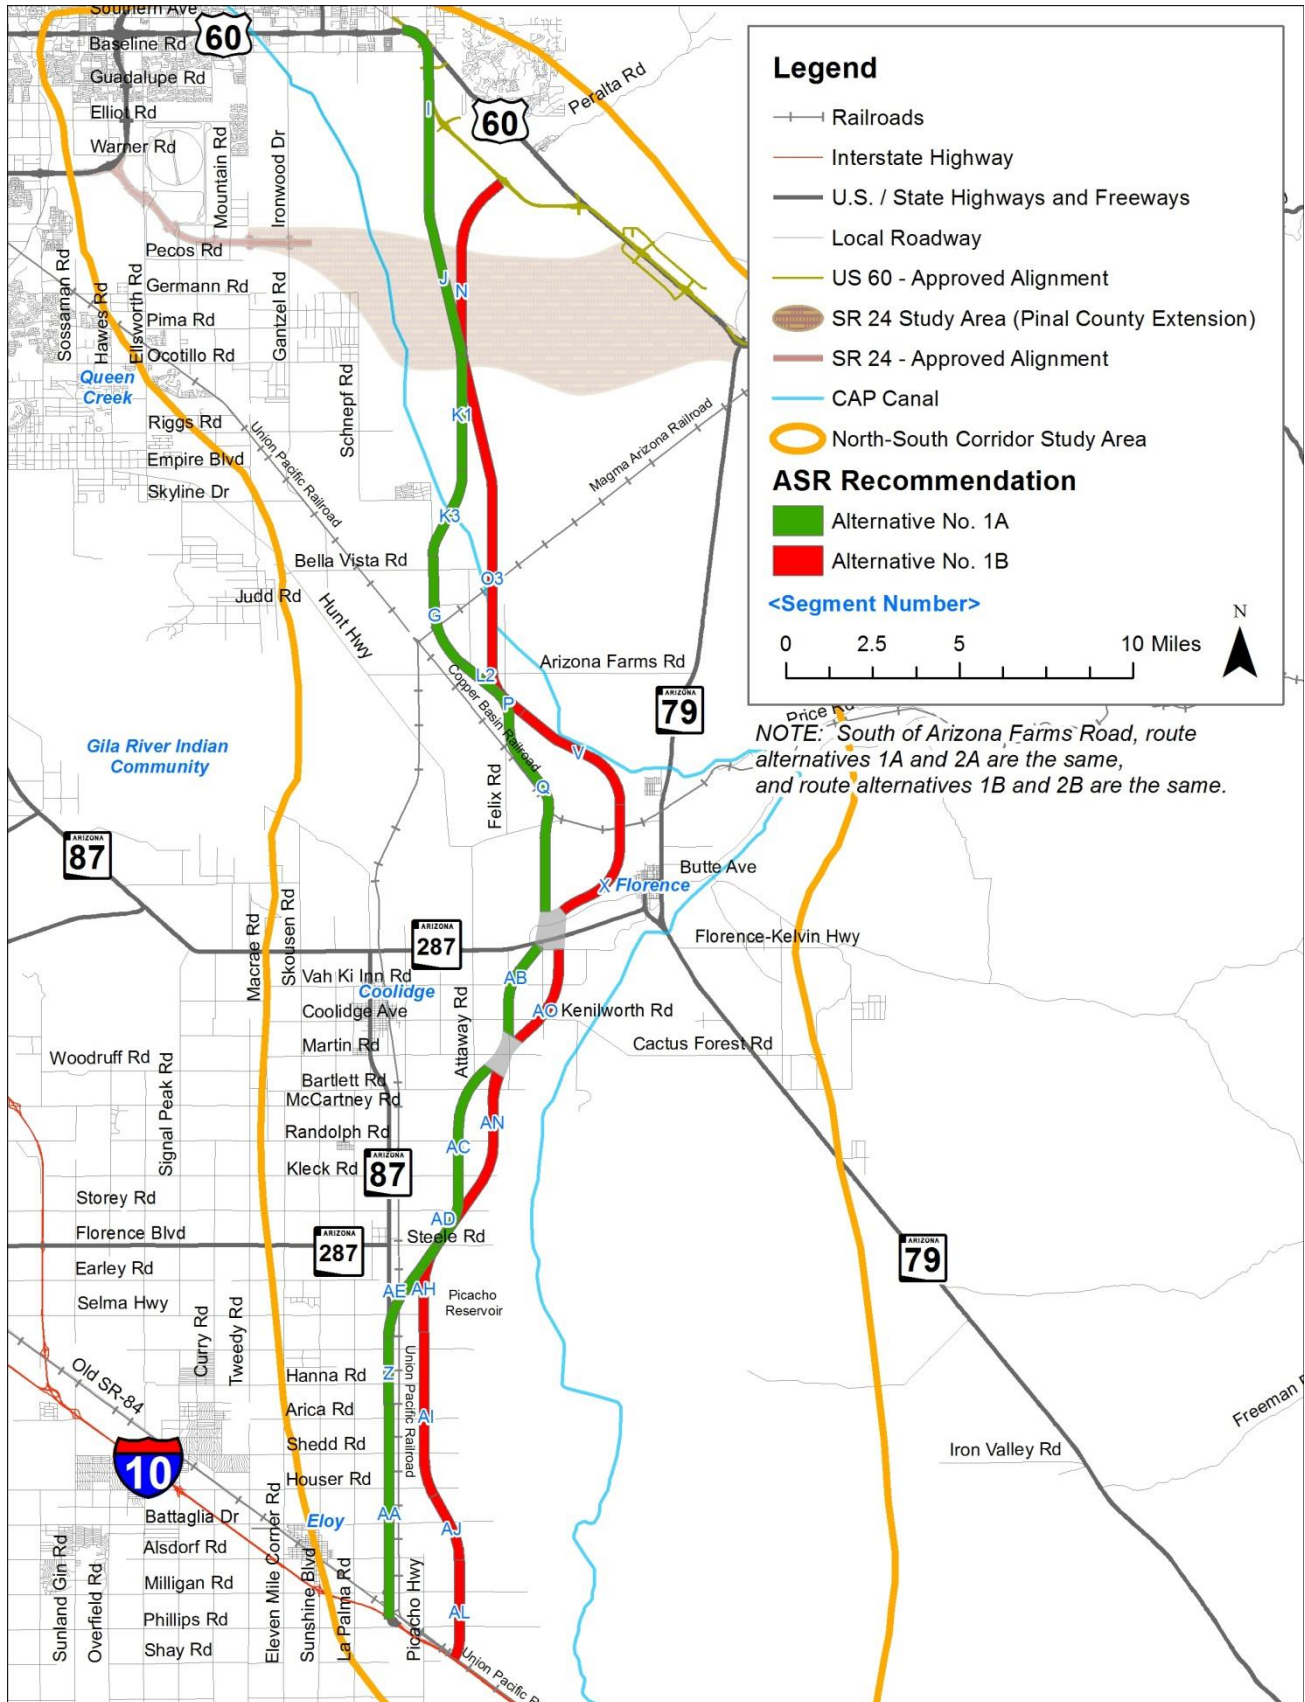 Southern Ave
Baseline Rd
60
Guadalupe Rd
Elliot Rd
Warner Rd
Mountain Rd
Ironwood Dr
I
60
Peralta Rd
Pecos Rd
Germann Rd
Pima Rd
Ocotillo Rd
Sossaman Rd
Hawes Rd
Ellsworth Rd
Gantzel Rd
Schnepf Rd
J
N
Queen
Creek
Riggs Rd
Empire Blvd
Skyline Dr
Union Pacific Railroad
K1
K3
Magma Arizona Railroad
Bella Vista Rd
Judd Rd
Hunt Hwy
O3
G
L2
Arizona Farms Rd
P
Copper Basin Railroad
ARIZONA
79
Price Rd
V
Gila River Indian
Community
Felix Rd
Q
ARIZONA
87
Butte Ave
X
Florence
Macrae Rd
Skousen Rd
ARIZONA
287
Florence-Kelvin Hwy
Vah Ki Inn Rd
Coolidge
Coolidge Ave
AB
AO
Kenilworth Rd
Martin Rd
Attaway Rd
Cactus Forest Rd
Woodruff Rd
Signal Peak Rd
Bartlett Rd
McCartney Rd
Randolph Rd
AN
AC
Kleck Rd
ARIZONA
87
Storey Rd
AD
Florence Blvd
ARIZONA
287
Steele Rd
ARIZONA
79
Earley Rd
Selma Hwy
AE
AH
Picacho
Reservoir
Curry Rd
Tweedy Rd
Old SR-84
Hanna Rd
Z
Union Pacific Railroad
Arica Rd
AI
Shedd Rd
Houser Rd
10
Iron Valley Rd
Battaglia Dr
Eloy
AA
AJ
Alsdorf Rd
Milligan Rd
Phillips Rd
Shay Rd
Sunland Gin Rd
Overfield Rd
Eleven Mile Corner Rd
Sunshine Blvd
La Palma Rd
Picacho Hwy
AL
Union Pacific R
Freeman
Legend
Railroads
Interstate Highway
U.S. / State Highways and Freeways
Local Roadway
US 60 - Approved Alignment
SR 24 Study Area (Pinal County Extension)
SR 24 - Approved Alignment
CAP Canal
North-South Corridor Study Area
ASR Recommendation
Alternative No. 1A
Alternative No. 1B
<Segment Number>
N
0 2.5 5 10 Miles
NOTE: South of Arizona Farms Road, route
alternatives 1A and 2A are the same,
and route alternatives 1B and 2B are the same.